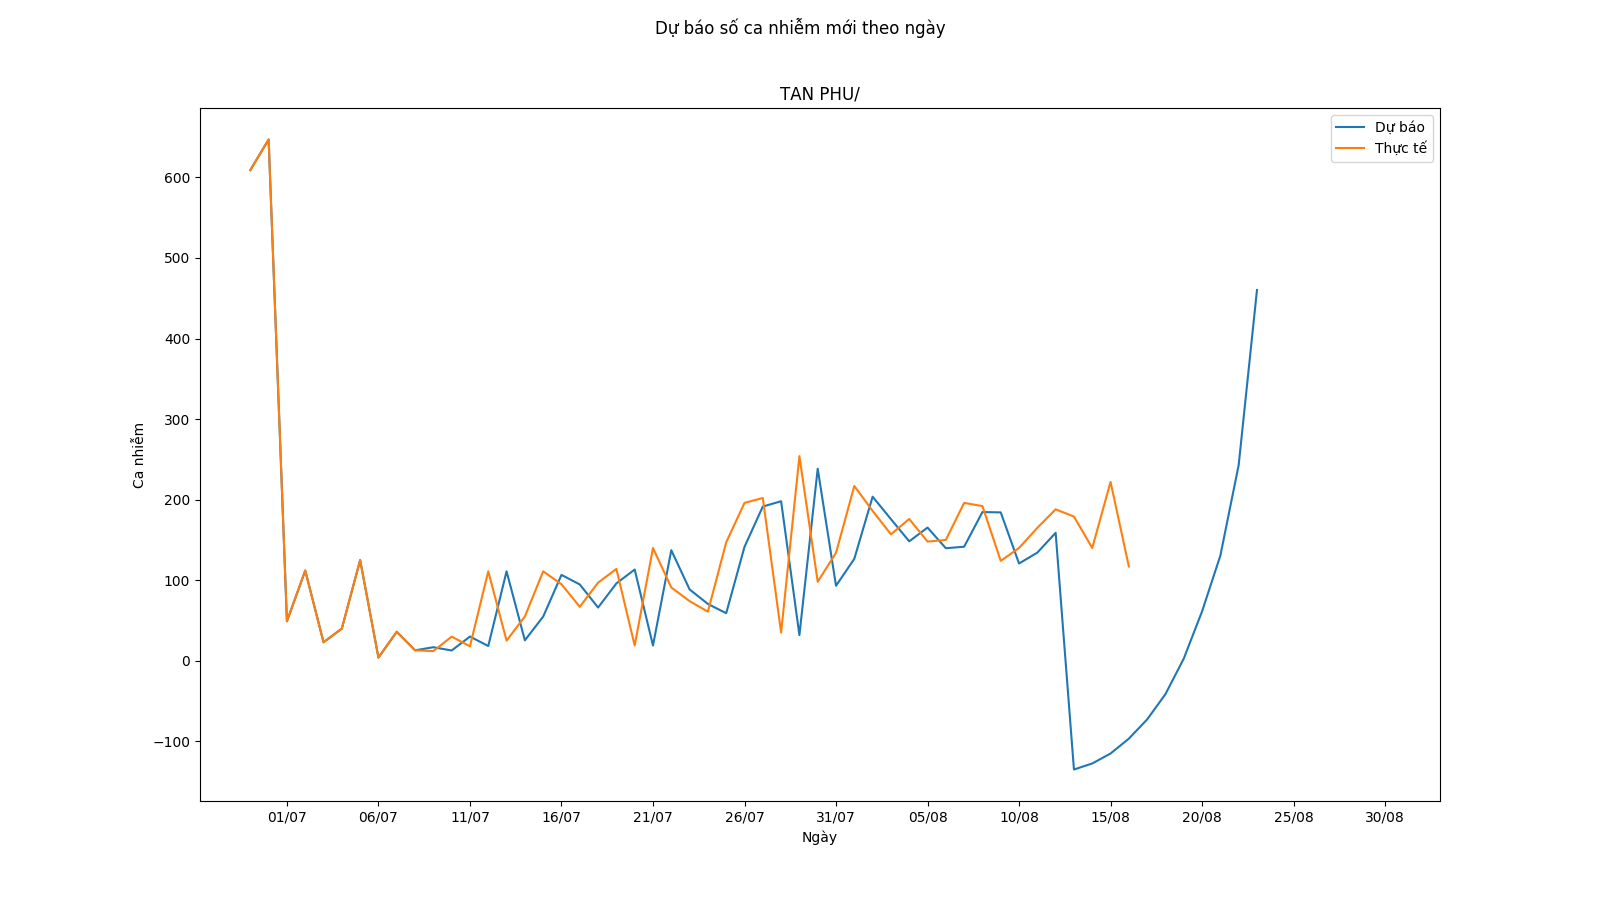 Dự báo số ca nhiễm mới theo ngày
TAN PHU/
Dự báo
Thực tế
600
500
400
300
200
100
0
−100
Ca nhiễm
01/07 06/07 11/07 16/07 21/07 26/07 31/07 05/08 10/08 15/08 20/08 25/08 30/08
Ngày